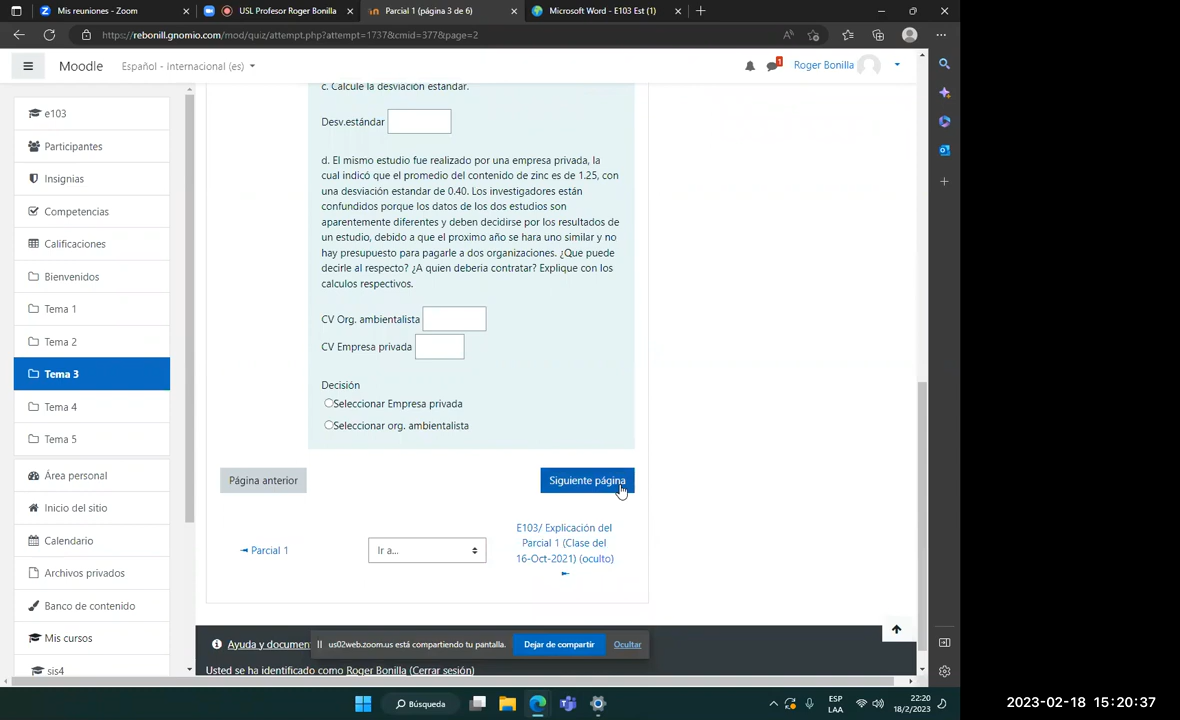 Mis reuniones - Zoom
USL Profesor Roger Bonilla
Parcial 1 (página 3 de 6)
Microsoft Word - E103 Est (1)
https://rebonill.gnomio.com/mod/quiz/attempt.php?attempt=1737&cmid=377&page=2
Moodle
Español - Internacional (es)
1
Roger Bonilla
e103
Participantes
Insignias
Competencias
Calificaciones
Bienvenidos
Tema 1
Tema 2
Tema 3
Tema 4
Tema 5
Área personal
Inicio del sitio
Calendario
Archivos privados
Banco de contenido
Mis cursos
sis4
c. Calcule la desviación estandar.
Desv.estándar
d. El mismo estudio fue realizado por una empresa privada, la
cual indicó que el promedio del contenido de zinc es de 1.25, con
una desviación estandar de 0.40. Los investigadores están
confundidos porque los datos de los dos estudios son
aparentemente diferentes y deben decidirse por los resultados de
un estudio, debido a que el proximo año se hara uno similar y no
hay presupuesto para pagarle a dos organizaciones. ¿Que puede
decirle al respecto? ¿A quien deberia contratar? Explique con los
calculos respectivos.
CV Org. ambientalista
CV Empresa privada
Decisión
Seleccionar Empresa privada
Seleccionar org. ambientalista
Página anterior
Siguiente página
Parcial 1
Ir a...
E103/ Explicación del
Parcial 1 (Clase del
16-Oct-2021) (oculto)
Ayuda y documen
us02web.zoom.us está compartiendo tu pantalla.
Dejar de compartir
Ocultar
Usted se ha identificado como Roger Bonilla (Cerrar sesión)
Búsqueda
ESP
LAA
22:20
18/2/2023
2023-02-18 15:20:37